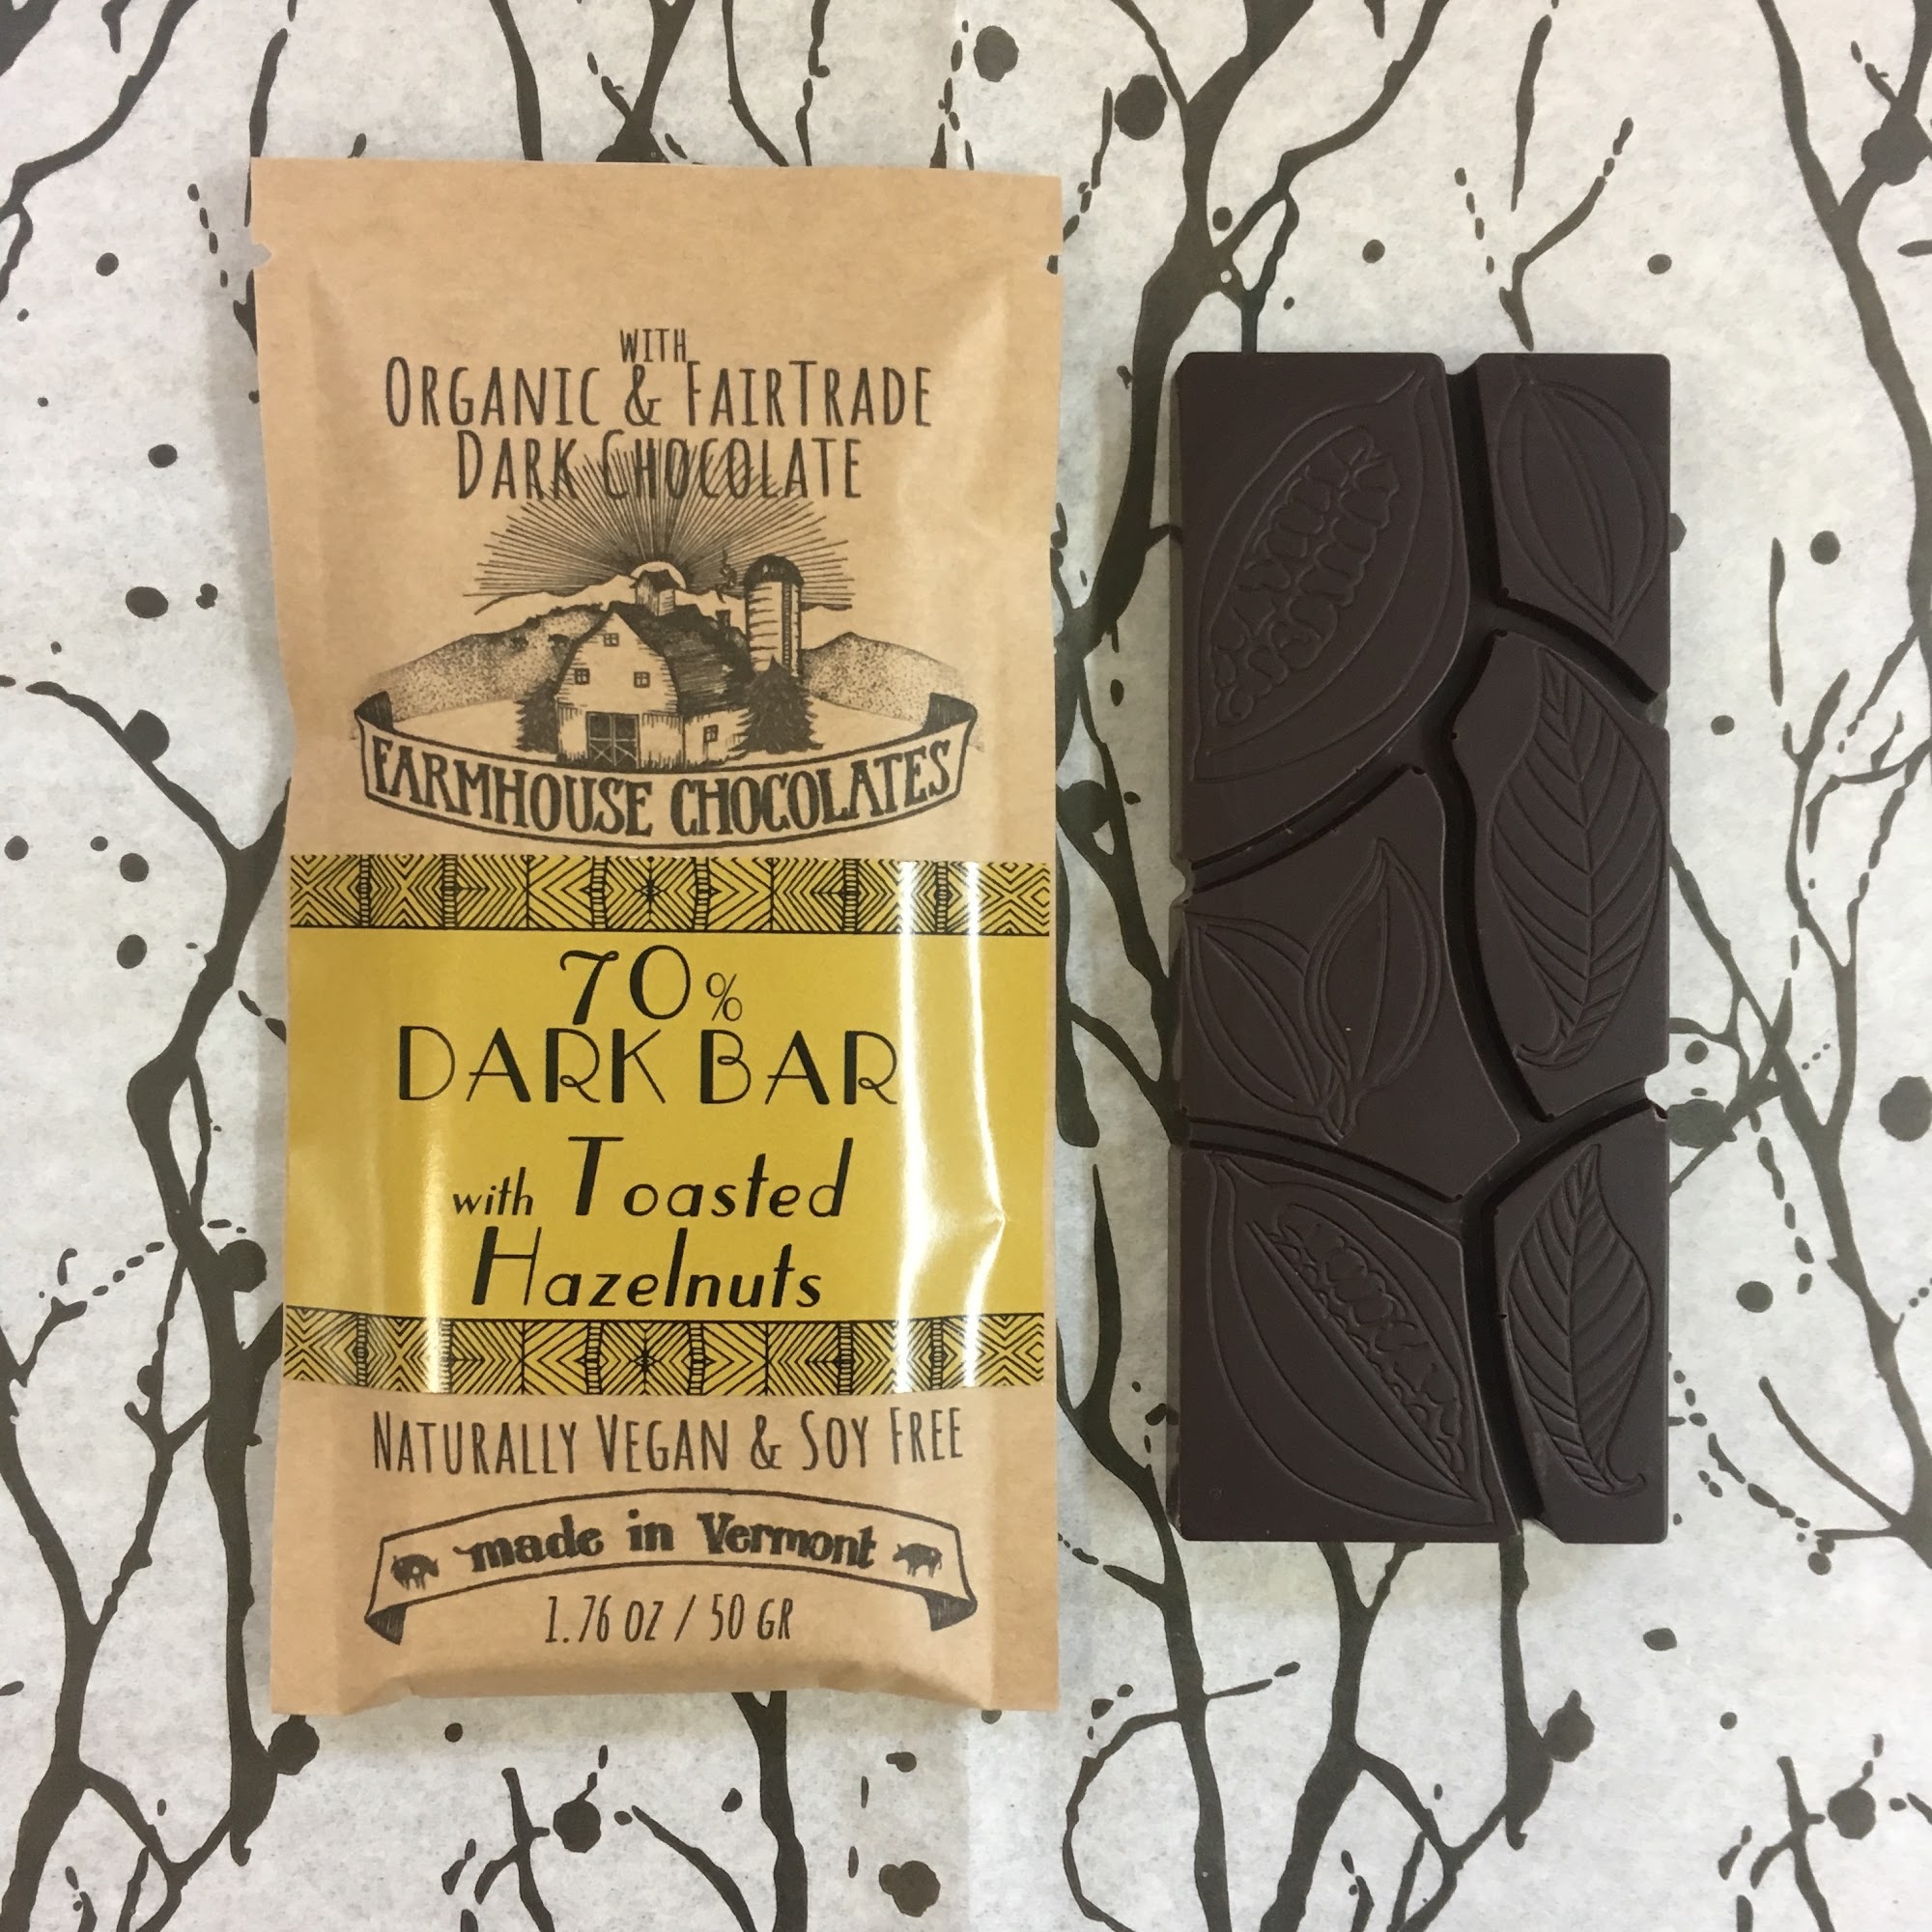 WITH
ORGANIC & FAIRTRADE
DARK CHOCOLATE
FARMHOUSE CHOCOLATES
70%
DARK BAR
with Toasted
Hazelnuts
NATURALLY VEGAN & SOY FREE
made in Vermont
1.76 OZ / 50 GR